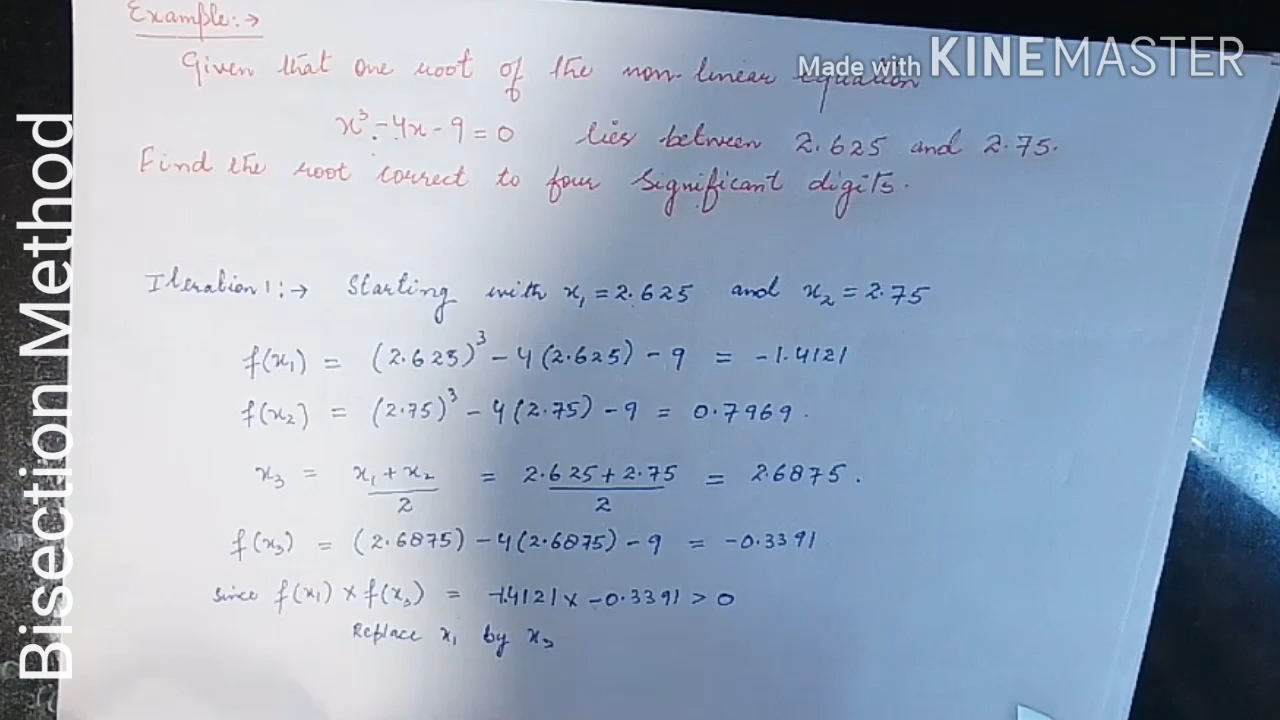 Example:→
Made with KINEMASTER
Given that one root of the non-linear equation
x³ - 4x - 9 = 0 lies between 2.625 and 2.75.
Find the root correct to four significant digits.
Iteration 1:→ Starting with x₁ = 2.625 and x₂ = 2.75
f(x₁) = (2.625)³ - 4(2.625) - 9 = -1.4121
f(x₂) = (2.75)³ - 4(2.75) - 9 = 0.7969.
x₃ = x₁ + x₂ / 2 = 2.625 + 2.75 / 2 = 2.6875.
f(x₃) = (2.6875) - 4(2.6875) - 9 = -0.3391
Since f(x₁) x f(x₃) = -1.4121 x -0.3391 > 0
Replace x₁ by x₃
Bisection Method